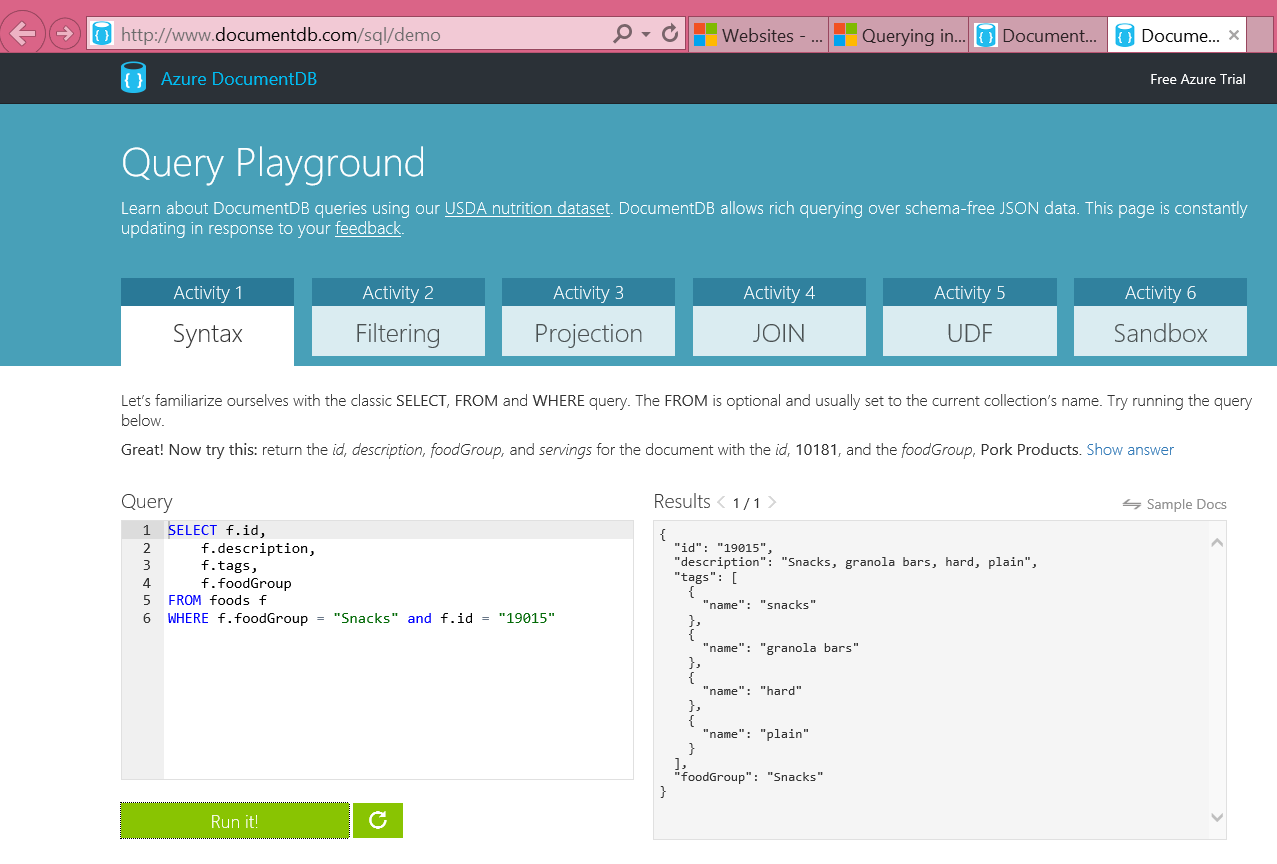 http://www.documentdb.com/sql/demo
Websites - ...
Querying in...
Document...
Docume...
Azure DocumentDB
Free Azure Trial
Query Playground
Learn about DocumentDB queries using our USDA nutrition dataset. DocumentDB allows rich querying over schema-free JSON data. This page is constantly
updating in response to your feedback.
Activity 1
Activity 2
Activity 3
Activity 4
Activity 5
Activity 6
Syntax
Filtering
Projection
JOIN
UDF
Sandbox
Let's familiarize ourselves with the classic SELECT, FROM and WHERE query. The FROM is optional and usually set to the current collection's name. Try running the query
below.
Great! Now try this: return the id, description, foodGroup, and servings for the document with the id, 10181, and the foodGroup, Pork Products. Show answer
Query
1 SELECT f.id,
2 f.description,
3 f.tags,
4 f.foodGroup
5 FROM foods f
6 WHERE f.foodGroup = "Snacks" and f.id = "19015"
Run it!
Results < 1 / 1 >
Sample Docs
{
"id": "19015",
"description": "Snacks, granola bars, hard, plain",
"tags": [
{
"name": "snacks"
},
{
"name": "granola bars"
},
{
"name": "hard"
},
{
"name": "plain"
}
],
"foodGroup": "Snacks"
}